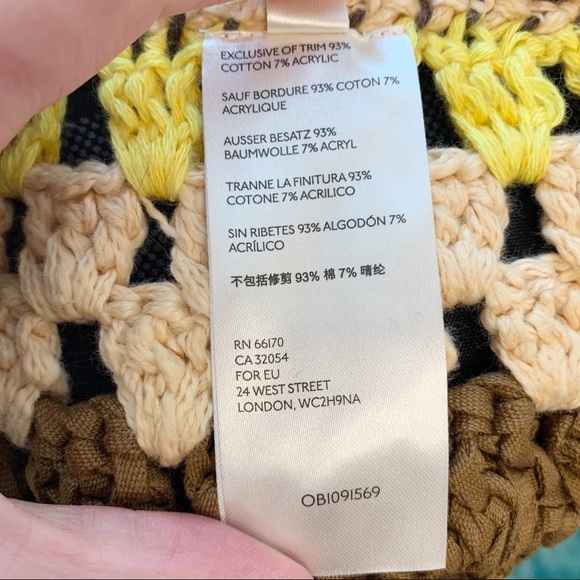 EXCLUSIVE OF TRIM 93%
COTTON 7% ACRYLIC
SAUF BORDURE 93% COTON 7%
ACRYLIQUE
AUSSER BESATZ 93%
BAUMWOLLE 7% ACRYL
TRANNE LA FINITURA 93%
COTONE 7% ACRILICO
SIN RIBETES 93% ALGODÓN 7%
ACRÍLICO
不包括修剪 93% 棉 7% 晴纶
RN 66170
CA 32054
FOR EU
24 WEST STREET
LONDON, WC2H9NA
OB1091569